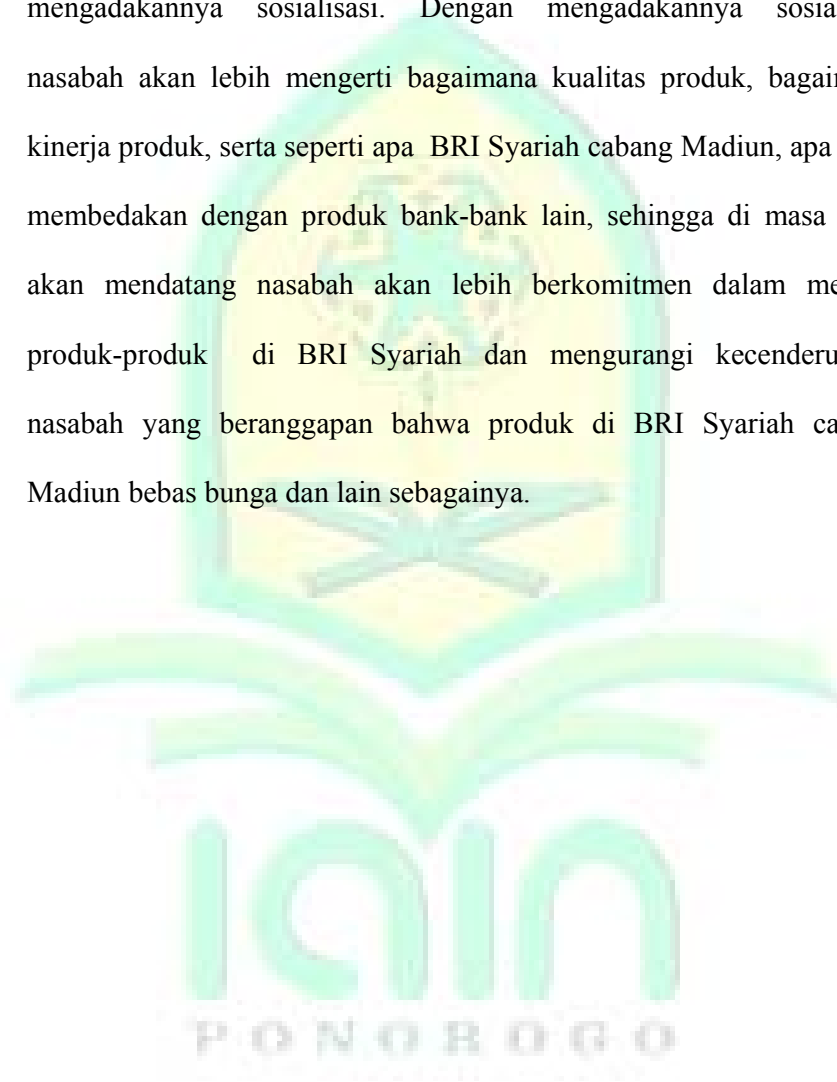 mengadakannya sosialisasi. Dengan mengadakannya sosia
nasabah akan lebih mengerti bagaimana kualitas produk, bagai
kinerja produk, serta seperti apa BRI Syariah cabang Madiun, apa
membedakan dengan produk bank-bank lain, sehingga di masa
akan mendatang nasabah akan lebih berkomitmen dalam me
produk-produk di BRI Syariah dan mengurangi kecenderu
nasabah yang beranggapan bahwa produk di BRI Syariah ca
Madiun bebas bunga dan lain sebagainya.
iain
PONOROGO